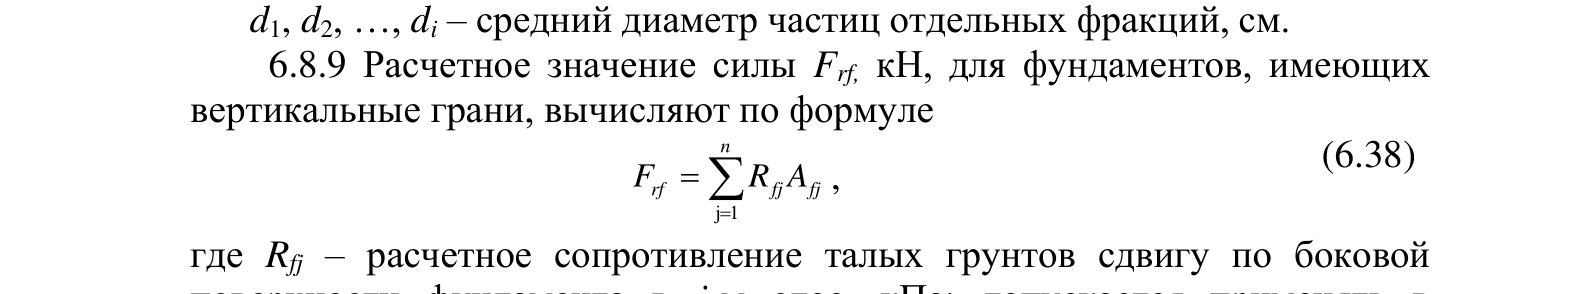 d1, d2, …, di – средний диаметр частиц отдельных фракций, см.
6.8.9 Расчетное значение силы Frf, кН, для фундаментов, имеющих
вертикальные грани, вычисляют по формуле
Frf = ∑_{j=1}^{n} Rfj Afj , (6.38)
где Rfj – расчетное сопротивление талых грунтов сдвигу по боковой